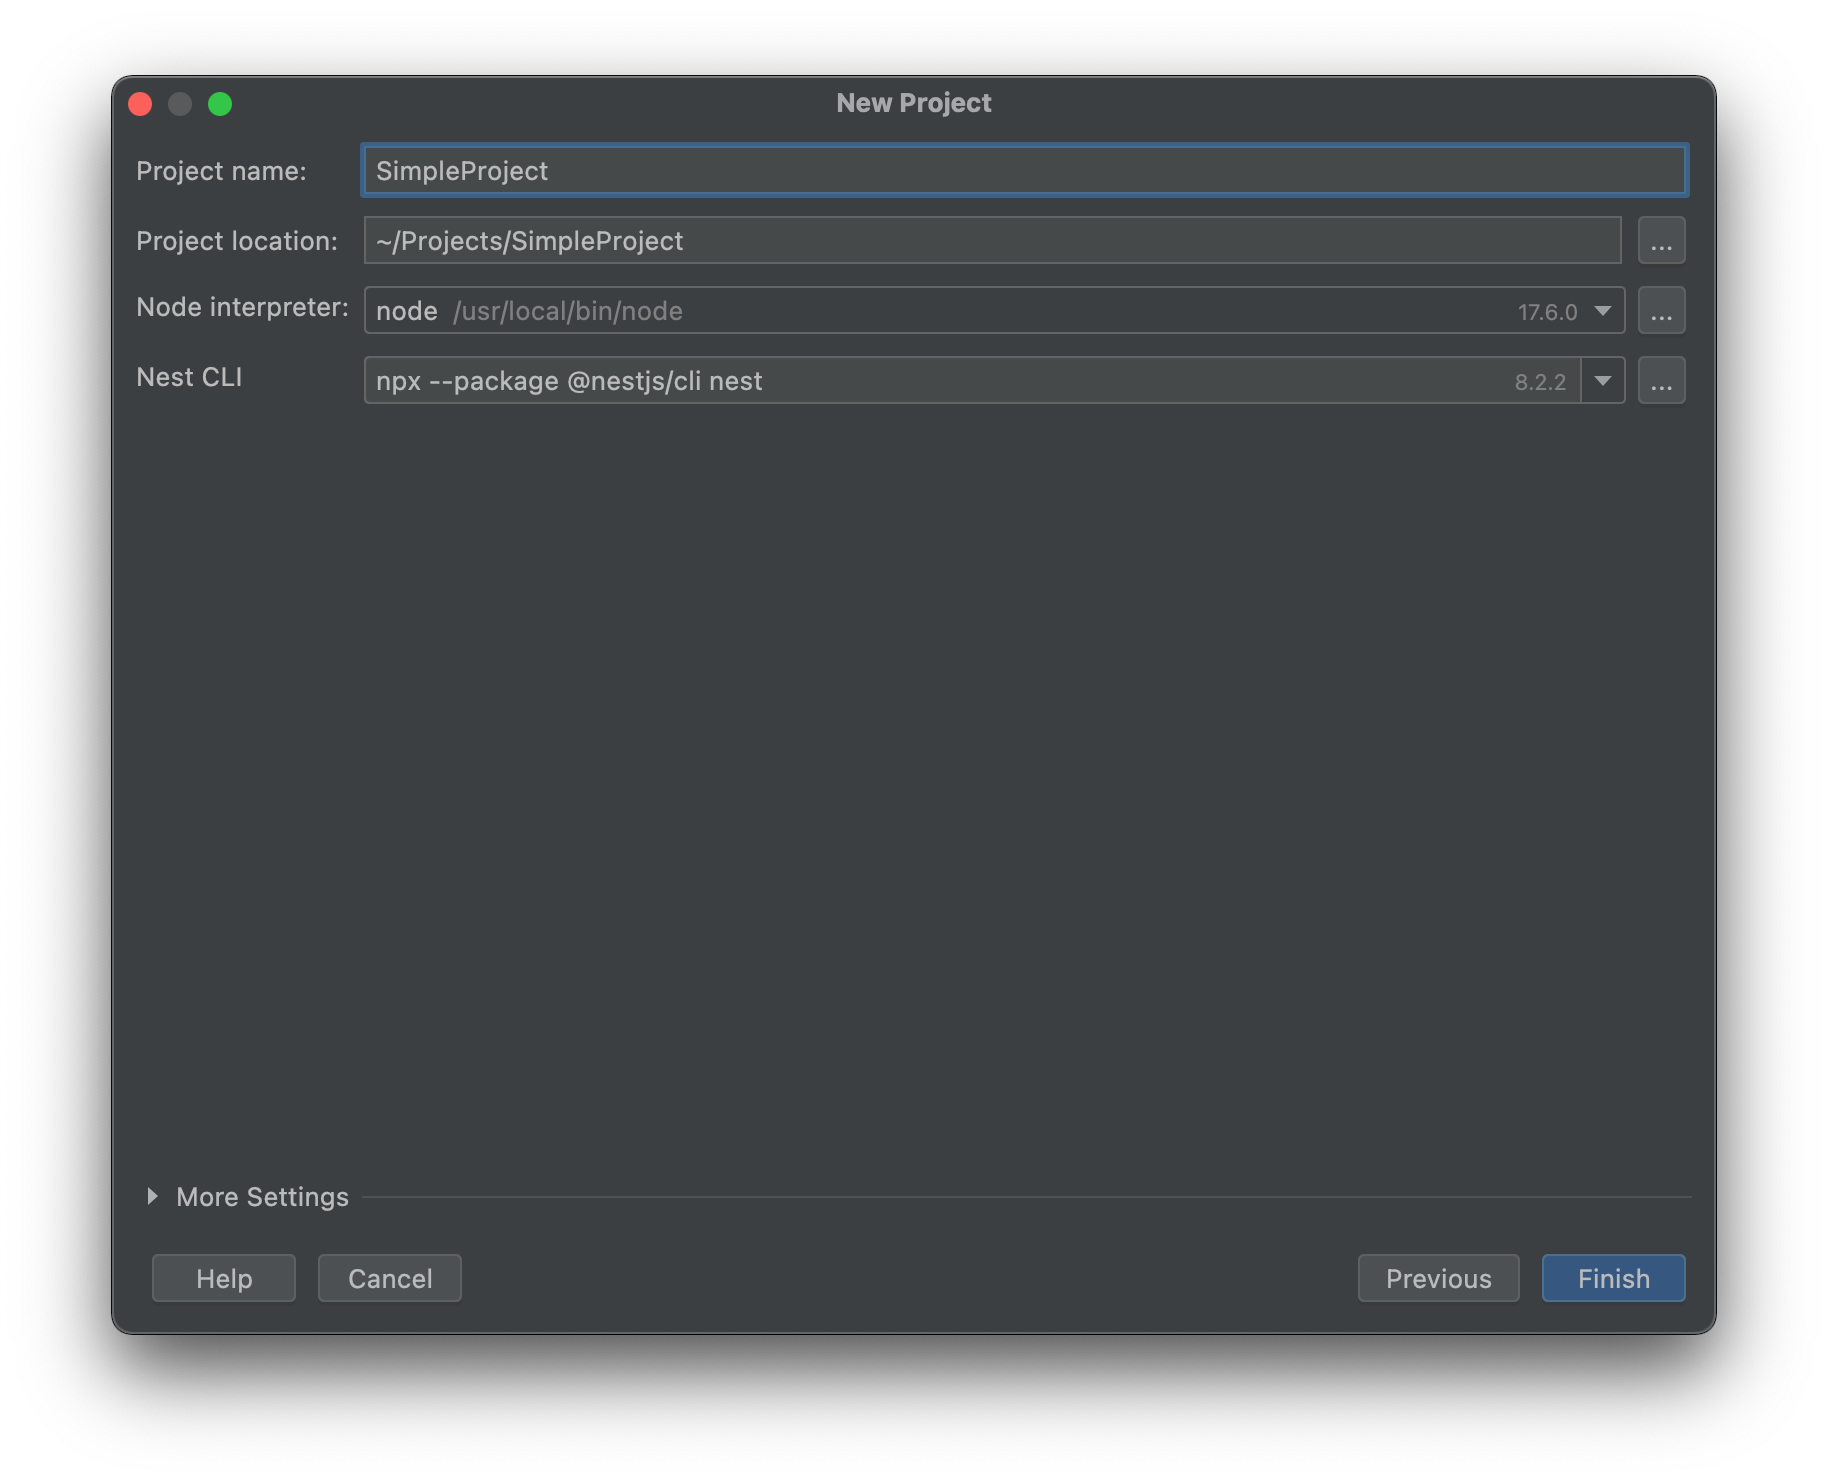 New Project
Project name: SimpleProject
Project location: ~/Projects/SimpleProject ...
Node interpreter: node /usr/local/bin/node 17.6.0 ...
Nest CLI npx --package @nestjs/cli nest 8.2.2 ...
More Settings
Help Cancel Previous Finish